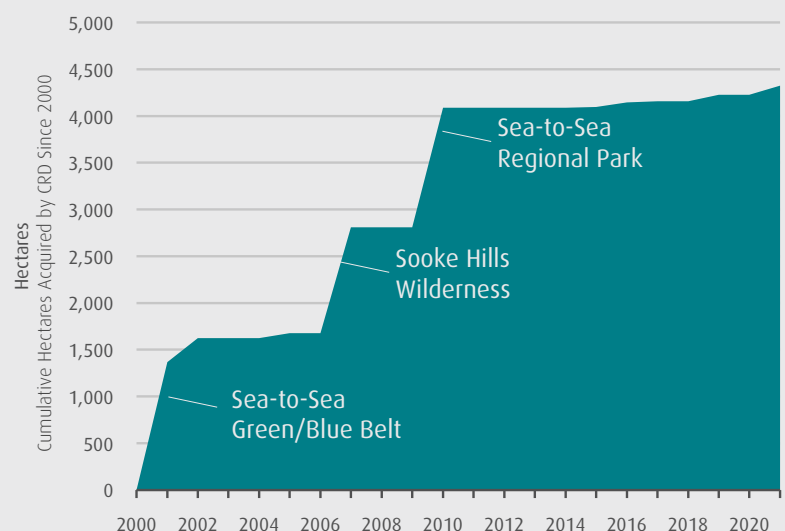 Hectares
Cumulative Hectares Acquired by CRD Since 2000
5,000
4,500
4,000
3,500
3,000
2,500
2,000
1,500
1,000
500
0
Sea-to-Sea
Regional Park
Sooke Hills
Wilderness
Sea-to-Sea
Green/Blue Belt
2000 2002 2004 2006 2008 2010 2012 2014 2016 2018 2020